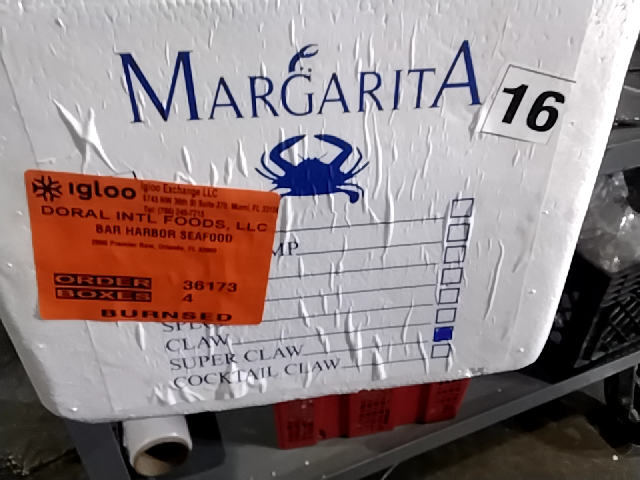 MARGARITA
16
igloo
Igloo Exchange LLC
DORAL INTL FOODS, LLC
BAR HARBOR SEAFOOD
ORDER 36173
BOXES 4
BURNSED
CLAW
SUPER CLAW
COCKTAIL CLAW